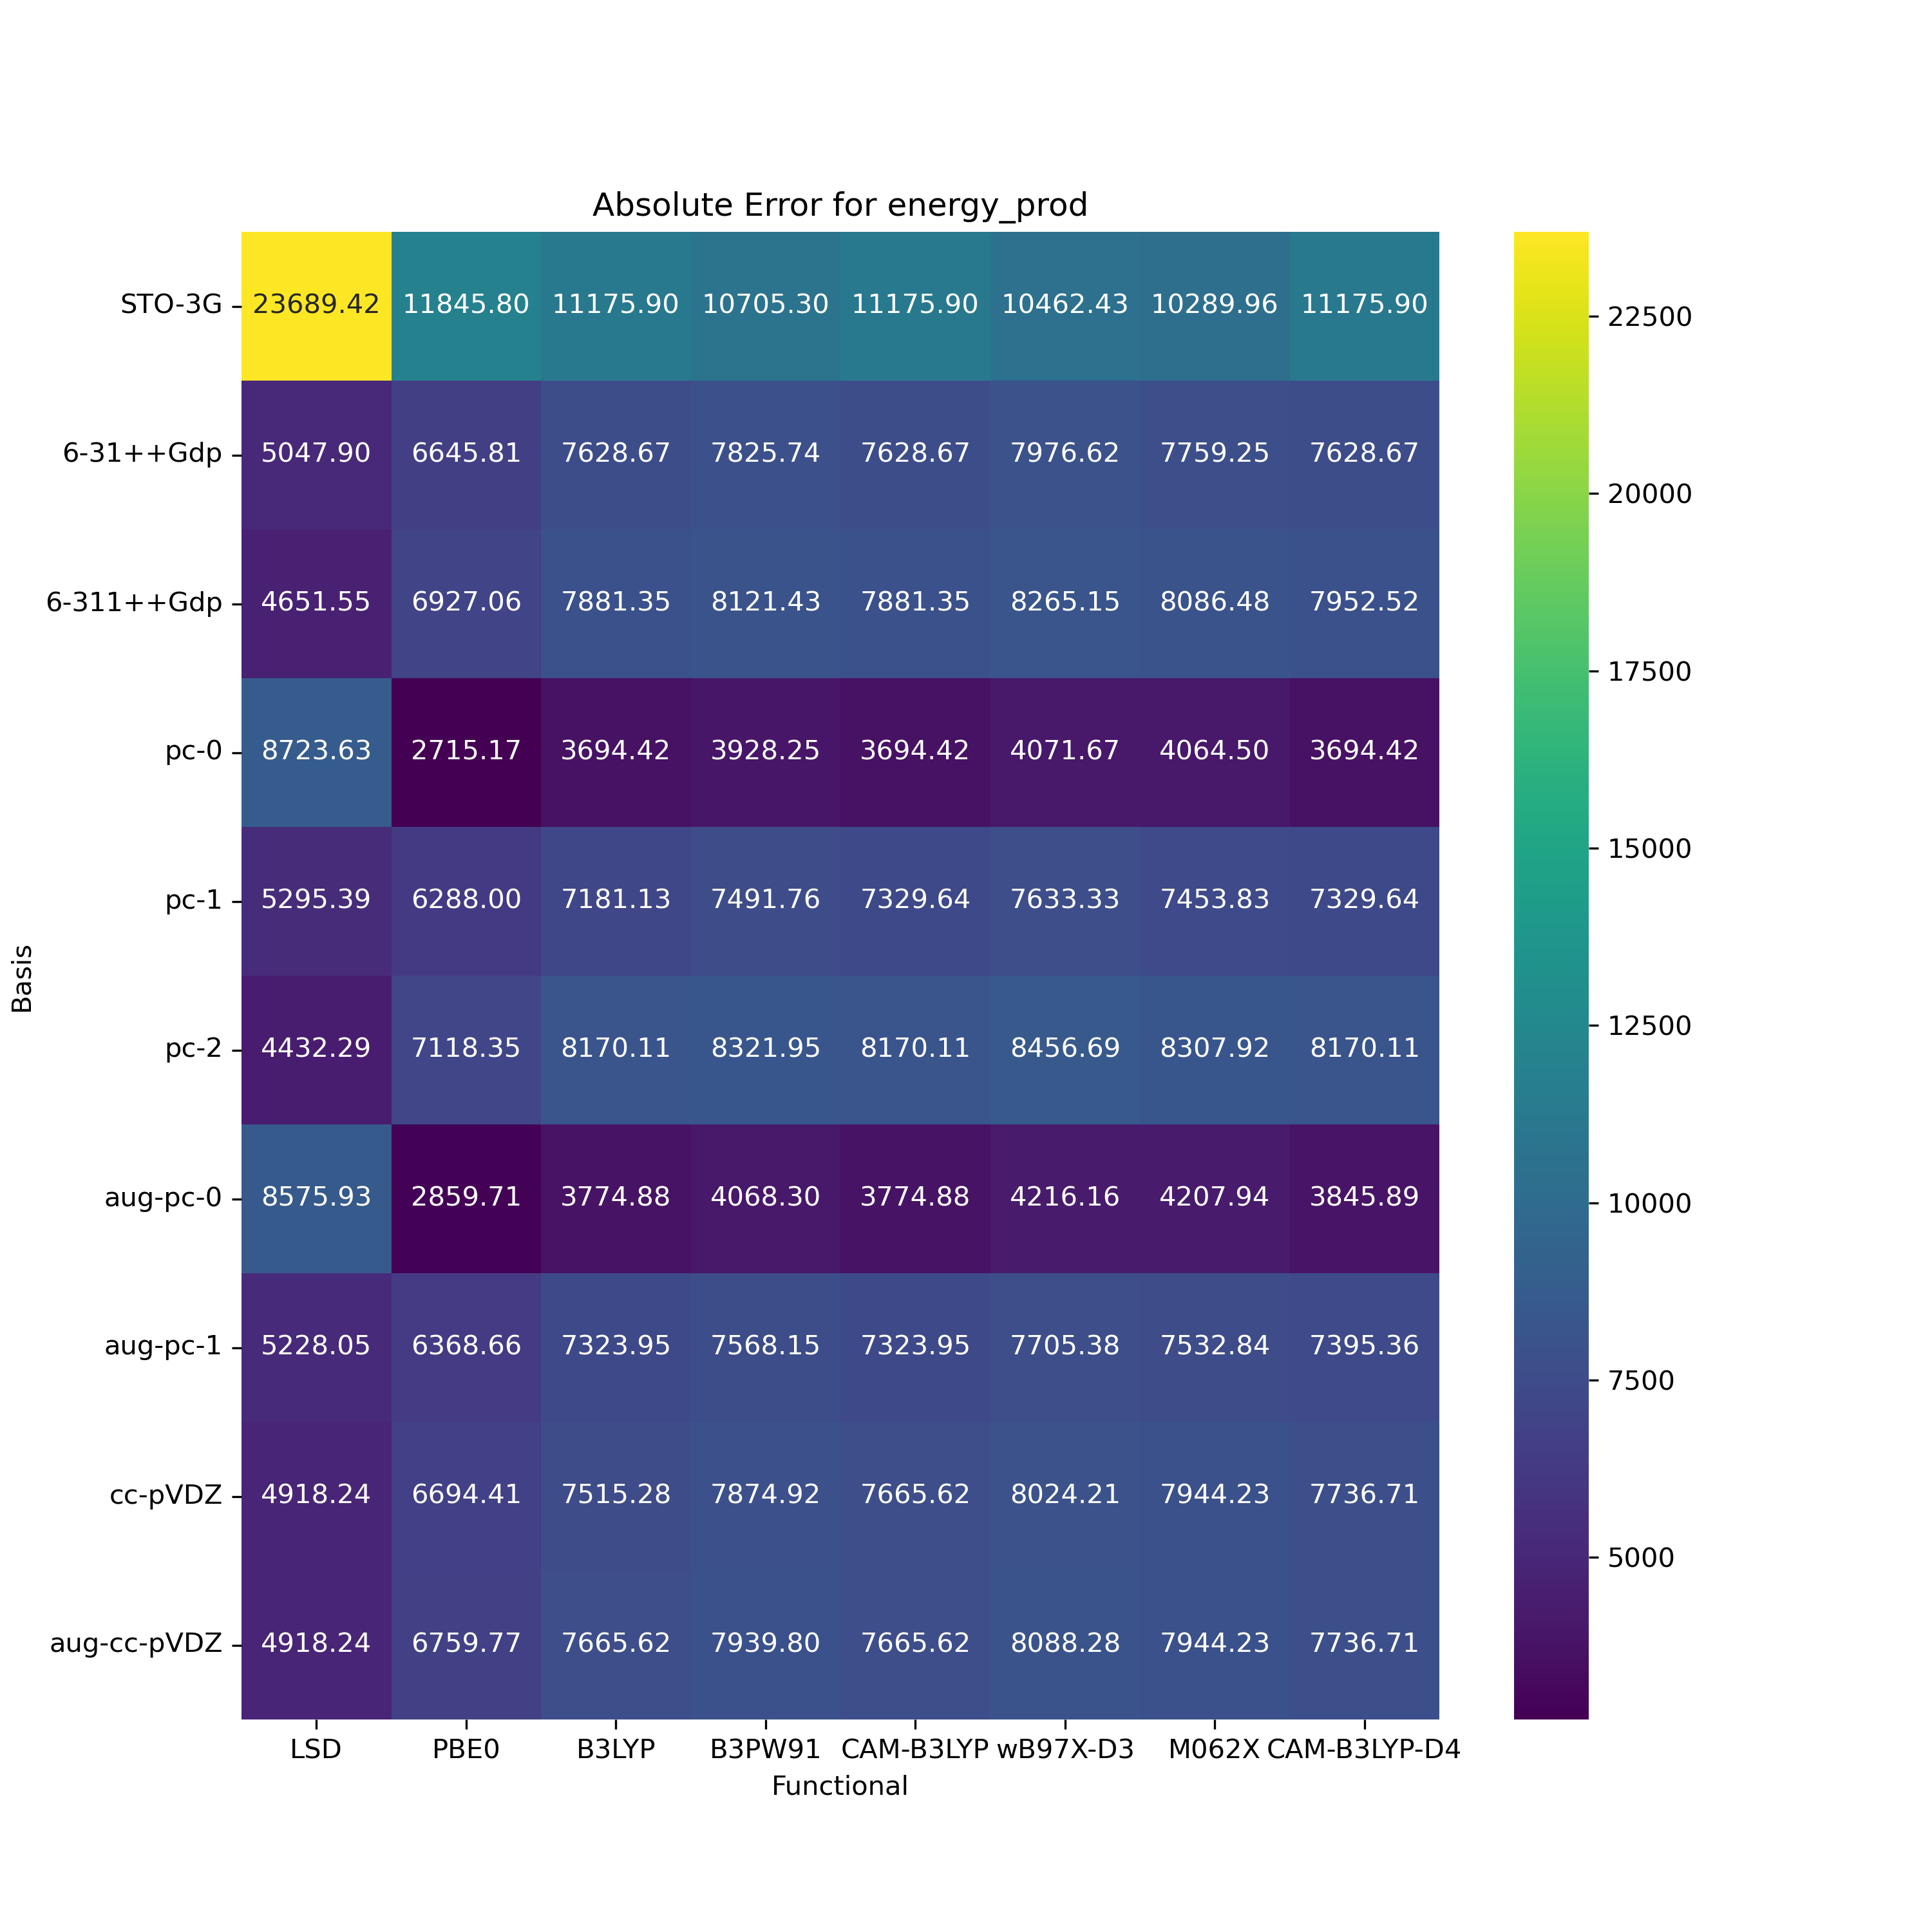 Absolute Error for energy_prod
STO-3G 23689.42 11845.80 11175.90 10705.30 11175.90 10462.43 10289.96 11175.90
6-31++Gdp 5047.90 6645.81 7628.67 7825.74 7628.67 7976.62 7759.25 7628.67
6-311++Gdp 4651.55 6927.06 7881.35 8121.43 7881.35 8265.15 8086.48 7952.52
pc-0 8723.63 2715.17 3694.42 3928.25 3694.42 4071.67 4064.50 3694.42
pc-1 5295.39 6288.00 7181.13 7491.76 7329.64 7633.33 7453.83 7329.64
pc-2 4432.29 7118.35 8170.11 8321.95 8170.11 8456.69 8307.92 8170.11
aug-pc-0 8575.93 2859.71 3774.88 4068.30 3774.88 4216.16 4207.94 3845.89
aug-pc-1 5228.05 6368.66 7323.95 7568.15 7323.95 7705.38 7532.84 7395.36
cc-pVDZ 4918.24 6694.41 7515.28 7874.92 7665.62 8024.21 7944.23 7736.71
aug-cc-pVDZ 4918.24 6759.77 7665.62 7939.80 7665.62 8088.28 7944.23 7736.71
LSD PBE0 B3LYP B3PW91 CAM-B3LYP wB97X-D3 M062X CAM-B3LYP-D4
Functional
Basis
22500
20000
17500
15000
12500
10000
7500
5000